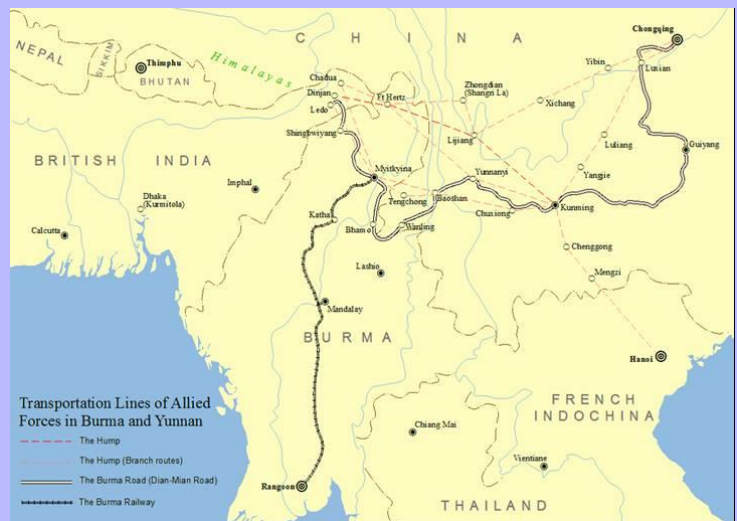 Chongqing
C H I N A
NEPAL
SIKKIM
Thimphu
BHUTAN
Himalayas
Chadua
Dinjan
Ledo
Shingbwiyang
Ft Hertz
Zhongdian
(Shangri La)
Yibin
Luxian
Xichang
Lijiang
Luliang
Guiyang
BRITISH INDIA
Imphal
Myitkyina
Yunnanyi
Yangjie
Dhaka
(Kurmitola)
Tengchong
Baoshan
Chuxiong
Kunming
Calcutta
Katha
Bhamo
Wanling
Chenggong
Lashio
Mengzi
Mandalay
BURMA
Hanoi
Transportation Lines of Allied
Forces in Burma and Yunnan
The Hump
The Hump (Branch routes)
The Burma Road (Dian-Mian Road)
The Burma Railway
FRENCH
INDOCHINA
Chiang Mai
Vientiane
Rangoon
THAILAND